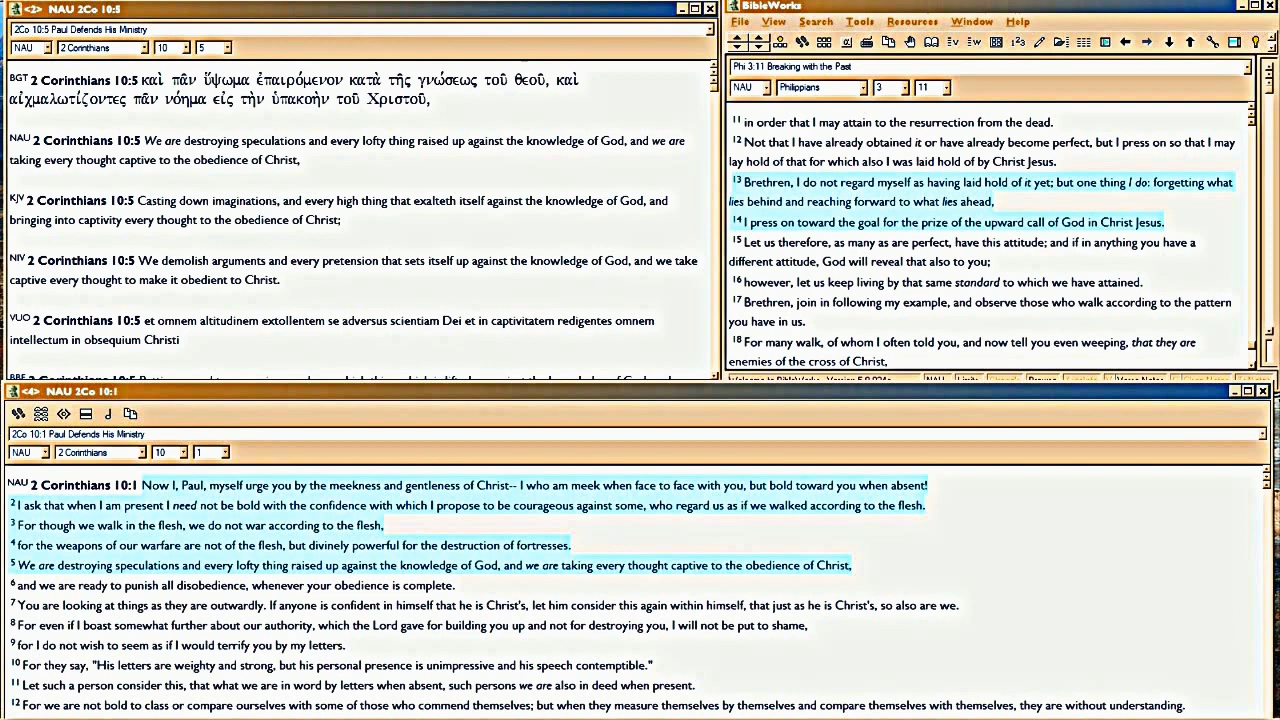 <2> NAU 2Co 10:5
2Co 10:5 Paul Defends His Ministry
NAU 2 Corinthians 10 5
BGT 2 Corinthians 10:5 καὶ πᾶν ὕψωμα ἐπαιρόμενον κατὰ τῆς γνώσεως τοῦ θεοῦ, καὶ
αἰχμαλωτίζοντες πᾶν νόημα εἰς τὴν ὑπακοὴν τοῦ Χριστοῦ,
NAU 2 Corinthians 10:5 We are destroying speculations and every lofty thing raised up against the knowledge of God, and we are
taking every thought captive to the obedience of Christ,
KJV 2 Corinthians 10:5 Casting down imaginations, and every high thing that exalteth itself against the knowledge of God, and
bringing into captivity every thought to the obedience of Christ;
NIV 2 Corinthians 10:5 We demolish arguments and every pretension that sets itself up against the knowledge of God, and we take
captive every thought to make it obedient to Christ.
VUO 2 Corinthians 10:5 et omnem altitudinem extollentem se adversus scientiam Dei et in captivitatem redigentes omnem
intellectum in obsequium Christi
BibleWorks
File View Search Tools Resources Window Help
Phi 3:11 Breaking with the Past
NAU Philippians 3 11
11 in order that I may attain to the resurrection from the dead.
12 Not that I have already obtained it or have already become perfect, but I press on so that I may
lay hold of that for which also I was laid hold of by Christ Jesus.
13 Brethren, I do not regard myself as having laid hold of it yet; but one thing I do: forgetting what
lies behind and reaching forward to what lies ahead,
14 I press on toward the goal for the prize of the upward call of God in Christ Jesus.
15 Let us therefore, as many as are perfect, have this attitude; and if in anything you have a
different attitude, God will reveal that also to you;
16 however, let us keep living by that same standard to which we have attained.
17 Brethren, join in following my example, and observe those who walk according to the pattern
you have in us.
18 For many walk, of whom I often told you, and now tell you even weeping, that they are
enemies of the cross of Christ,
<4> NAU 2Co 10:1
2Co 10:1 Paul Defends His Ministry
NAU 2 Corinthians 10 1
NAU 2 Corinthians 10:1 Now I, Paul, myself urge you by the meekness and gentleness of Christ-- I who am meek when face to face with you, but bold toward you when absent!
2 I ask that when I am present I need not be bold with the confidence with which I propose to be courageous against some, who regard us as if we walked according to the flesh.
3 For though we walk in the flesh, we do not war according to the flesh,
4 for the weapons of our warfare are not of the flesh, but divinely powerful for the destruction of fortresses.
5 We are destroying speculations and every lofty thing raised up against the knowledge of God, and we are taking every thought captive to the obedience of Christ,
6 and we are ready to punish all disobedience, whenever your obedience is complete.
7 You are looking at things as they are outwardly. If anyone is confident in himself that he is Christ's, let him consider this again within himself, that just as he is Christ's, so also are we.
8 For even if I boast somewhat further about our authority, which the Lord gave for building you up and not for destroying you, I will not be put to shame,
9 for I do not wish to seem as if I would terrify you by my letters.
10 For they say, "His letters are weighty and strong, but his personal presence is unimpressive and his speech contemptible."
11 Let such a person consider this, that what we are in word by letters when absent, such persons we are also in deed when present.
12 For we are not bold to class or compare ourselves with some of those who commend themselves; but when they measure themselves by themselves and compare themselves with themselves, they are without understanding.